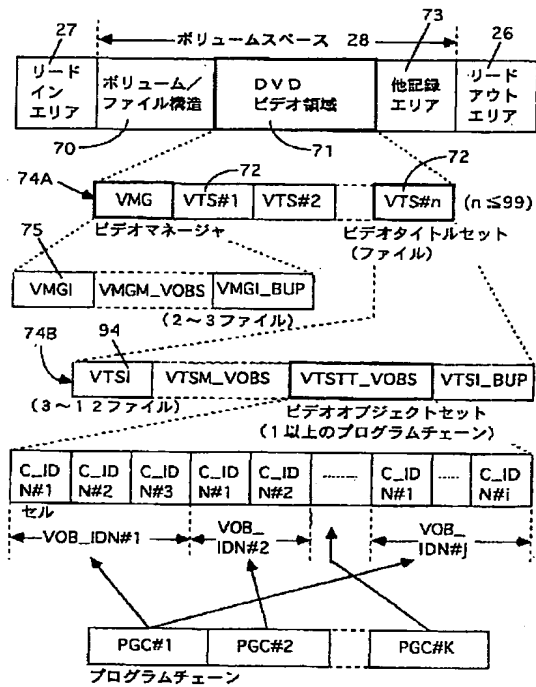 27
ボリュームスペース 28
73
26
リード
イン
エリア
ボリューム/
ファイル構造
DVD
ビデオ領域
他記録
エリア
リード
アウト
エリア
70
71
74A
72
72
VMG
VTS#1
VTS#2
VTS#n
(n≤99)
ビデオマネージャ
ビデオタイトルセット
(ファイル)
75
VMGI
VMGM_VOBS
VMGI_BUP
(2~3ファイル)
74B
94
VTSI
VTSM_VOBS
VTSTT_VOBS
VTSI_BUP
(3~12ファイル)
ビデオオブジェクトセット
(1以上のプログラムチェーン)
C_ID
N#1
C_ID
N#2
C_ID
N#3
C_ID
N#1
C_ID
N#2
C_ID
N#1
C_ID
N#i
セル
VOB_IDN#1
VOB_
IDN#2
VOB_
IDN#j
PGC#1
PGC#2
PGC#K
プログラムチェーン